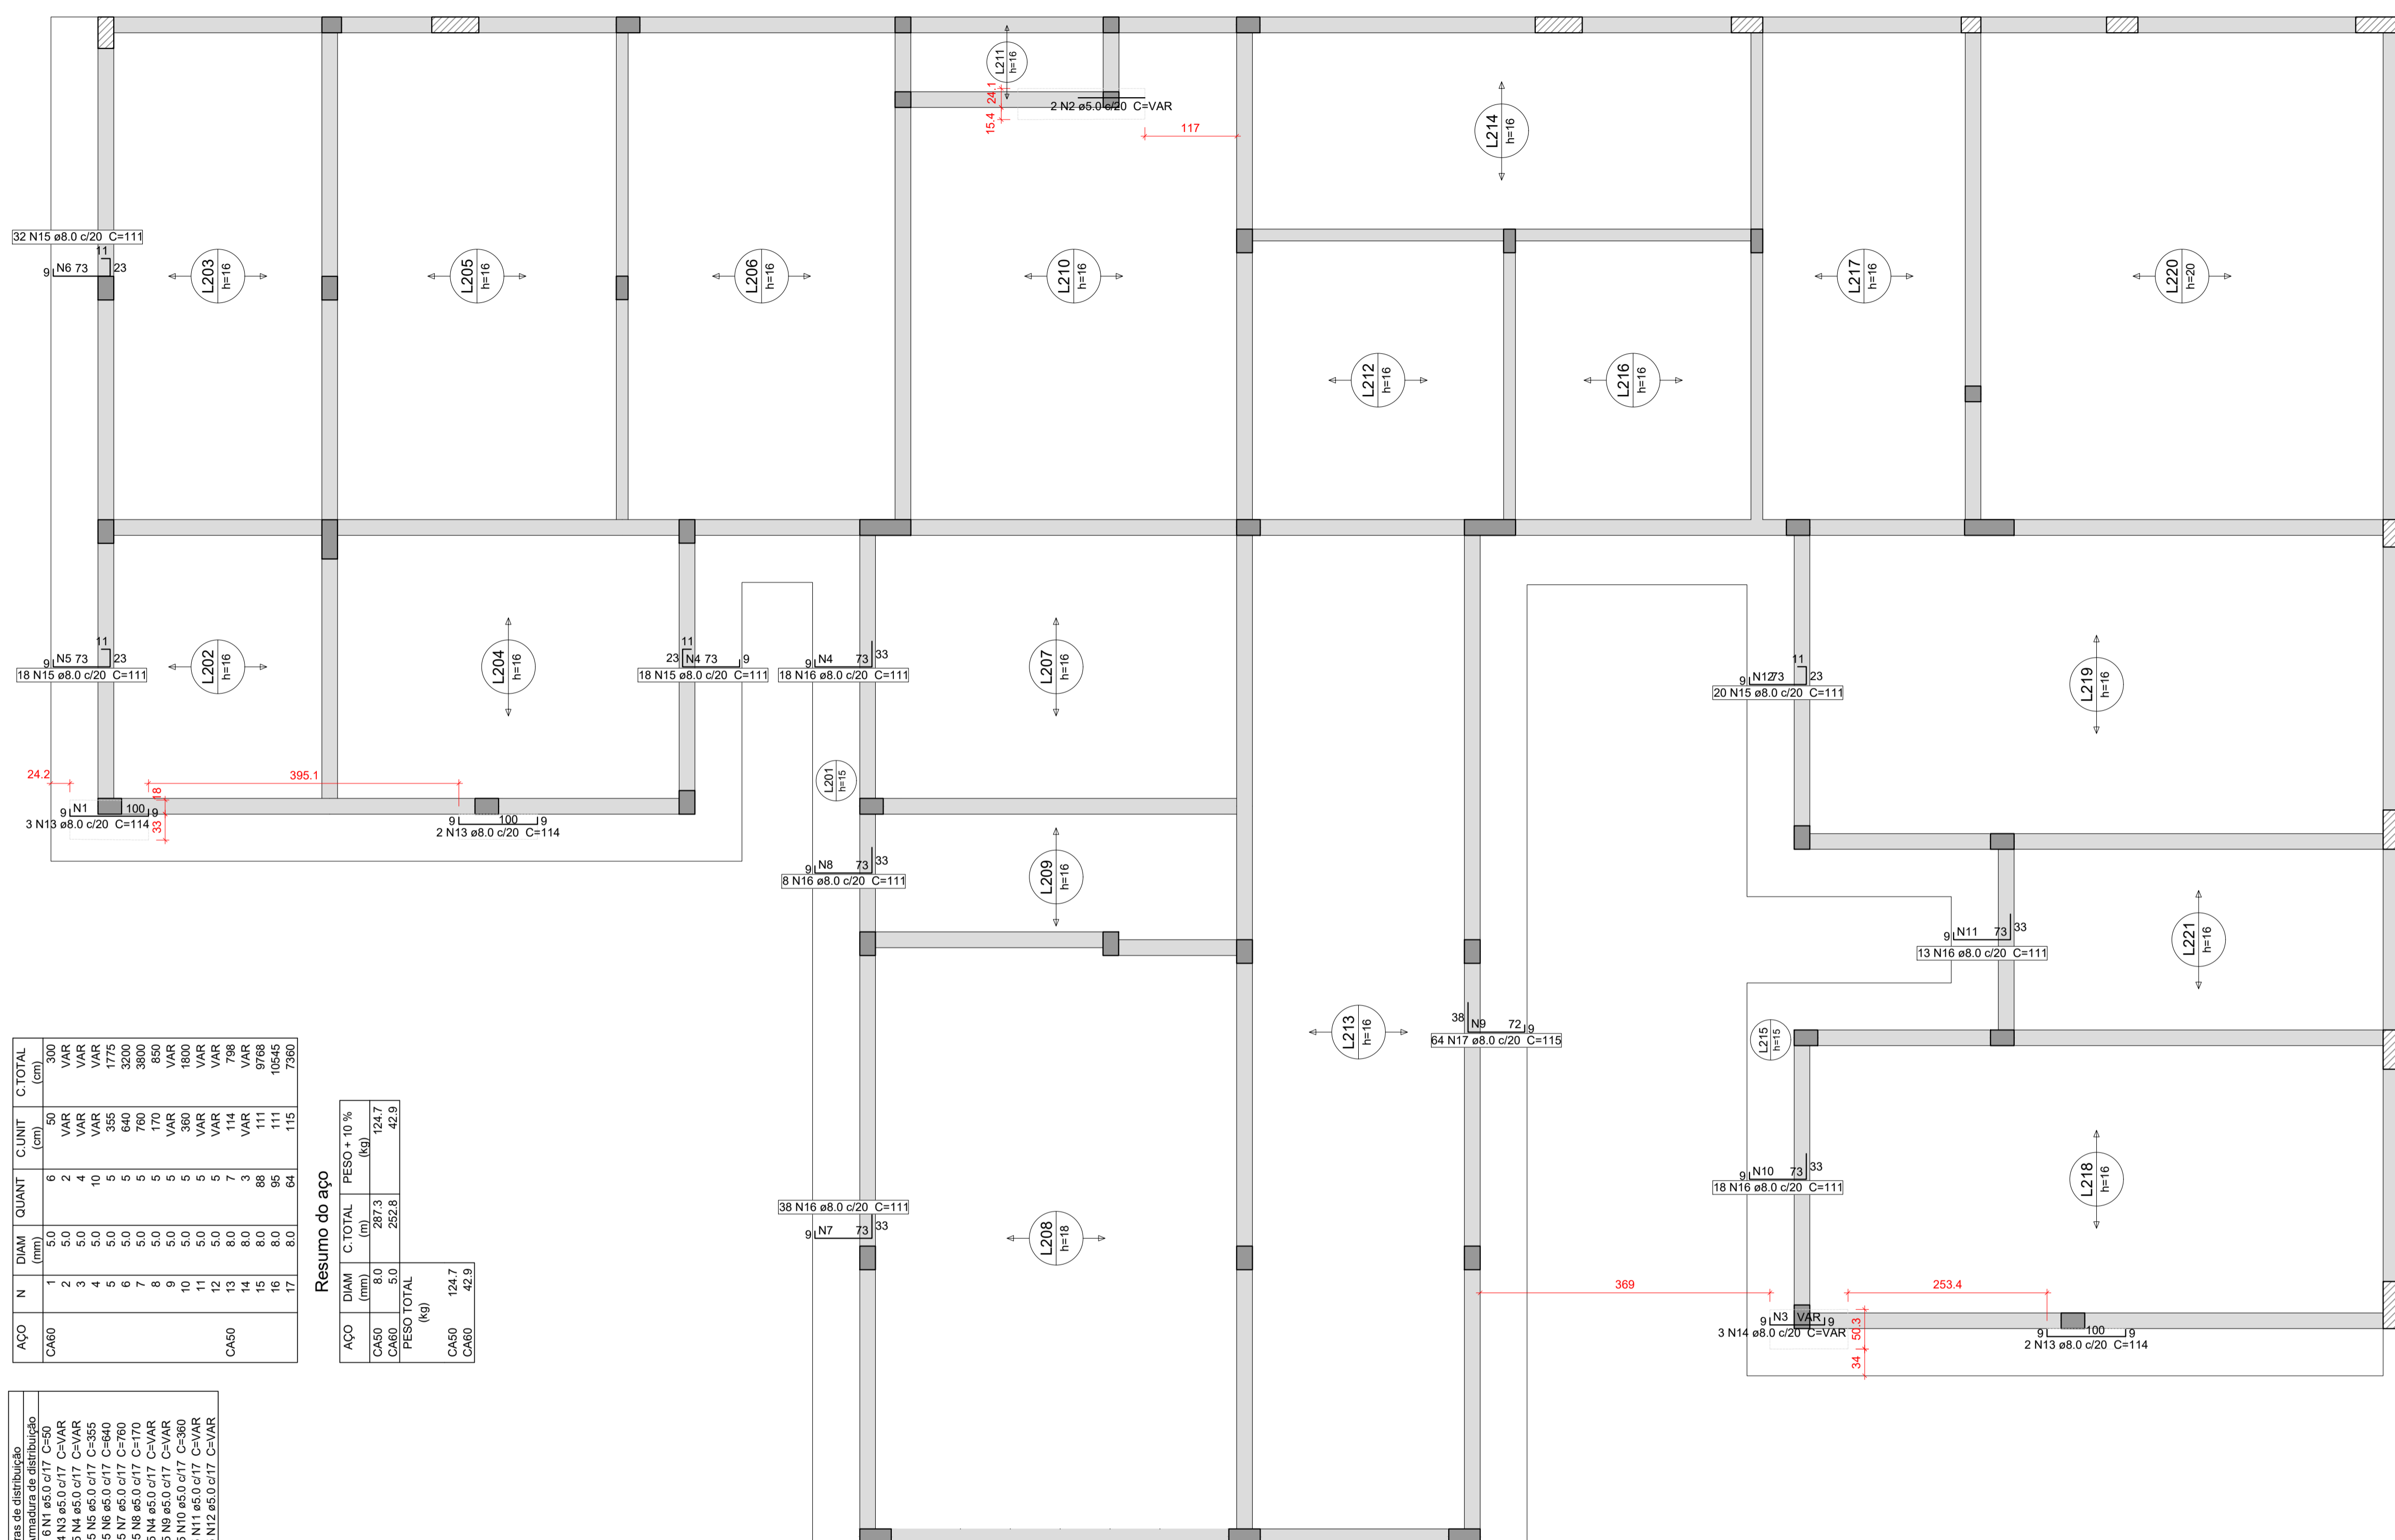 L211
h=16
24.1
15.4
2 N2 ø5.0 c/20  C=VAR
117
L214
h=16
32 N15 ø8.0 c/20  C=111
11
9
N6 73
23
L203
h=16
L205
h=16
L206
h=16
L210
h=16
L217
h=16
L220
h=20
L212
h=16
L216
h=16
11
9
N5 73
23
18 N15 ø8.0 c/20  C=111
L202
h=16
L204
h=16
11
23
N4 73
9
18 N15 ø8.0 c/20  C=111
9
N4
73
33
18 N16 ø8.0 c/20  C=111
L207
h=16
11
9
N12
73
23
20 N15 ø8.0 c/20  C=111
L219
h=16
24.2
395.1
18
9
N1
100
9
3 N13 ø8.0 c/20  C=114
33
9
100
9
2 N13 ø8.0 c/20  C=114
L201
h=15
9
N8
73
33
8 N16 ø8.0 c/20  C=111
L209
h=16
9
N11
73
33
13 N16 ø8.0 c/20  C=111
L221
h=16
L213
h=16
38
N9
72
9
64 N17 ø8.0 c/20  C=115
L215
h=15
9
N10
73
33
18 N16 ø8.0 c/20  C=111
L218
h=16
38 N16 ø8.0 c/20  C=111
9
N7
73
33
L208
h=18
369
253.4
9
N3
VAR
9
3 N14 ø8.0 c/20  C=VAR
50.3
34
9
100
9
2 N13 ø8.0 c/20  C=114
AÇO N DIAM QUANT C.UNIT C.TOTAL
(mm) (cm) (cm)
CA60 1 5.0 6 50 300
2 5.0 2 VAR VAR
3 5.0 4 VAR VAR
4 5.0 10 VAR VAR
5 5.0 5 355 1775
6 5.0 5 640 3200
7 5.0 5 760 3800
8 5.0 5 170 850
9 5.0 5 VAR VAR
10 5.0 5 360 1800
11 5.0 5 VAR VAR
12 5.0 5 VAR VAR
CA50 13 8.0 7 114 798
14 8.0 3 VAR VAR
15 8.0 88 111 9768
16 8.0 95 111 10545
17 8.0 64 115 7360
Resumo do aço
AÇO DIAM C.TOTAL PESO + 10 %
(mm) (m) (kg)
CA50 8.0 287.3 124.7
CA60 5.0 252.8 42.9
PESO TOTAL
(kg)
CA50 124.7
CA60 42.9
de distribuição
de distribuição
6 N1 ø5.0 c/17  C=50
4 N3 ø5.0 c/17  C=VAR
N4 ø5.0 c/17  C=VAR
N5 ø5.0 c/17  C=355
N6 ø5.0 c/17  C=640
N7 ø5.0 c/17  C=760
N8 ø5.0 c/17  C=170
N4 ø5.0 c/17  C=VAR
N9 ø5.0 c/17  C=VAR
N10 ø5.0 c/17  C=360
N11 ø5.0 c/17  C=VAR
N12 ø5.0 c/17  C=VAR